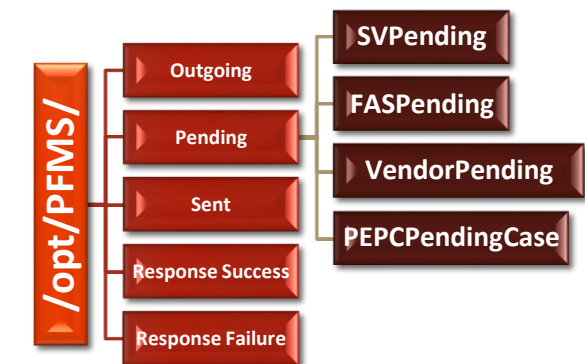 /opt/PFMS/
Outgoing
Pending
Sent
Response Success
Response Failure
SVPending
FASPending
VendorPending
PEPCPendingCase